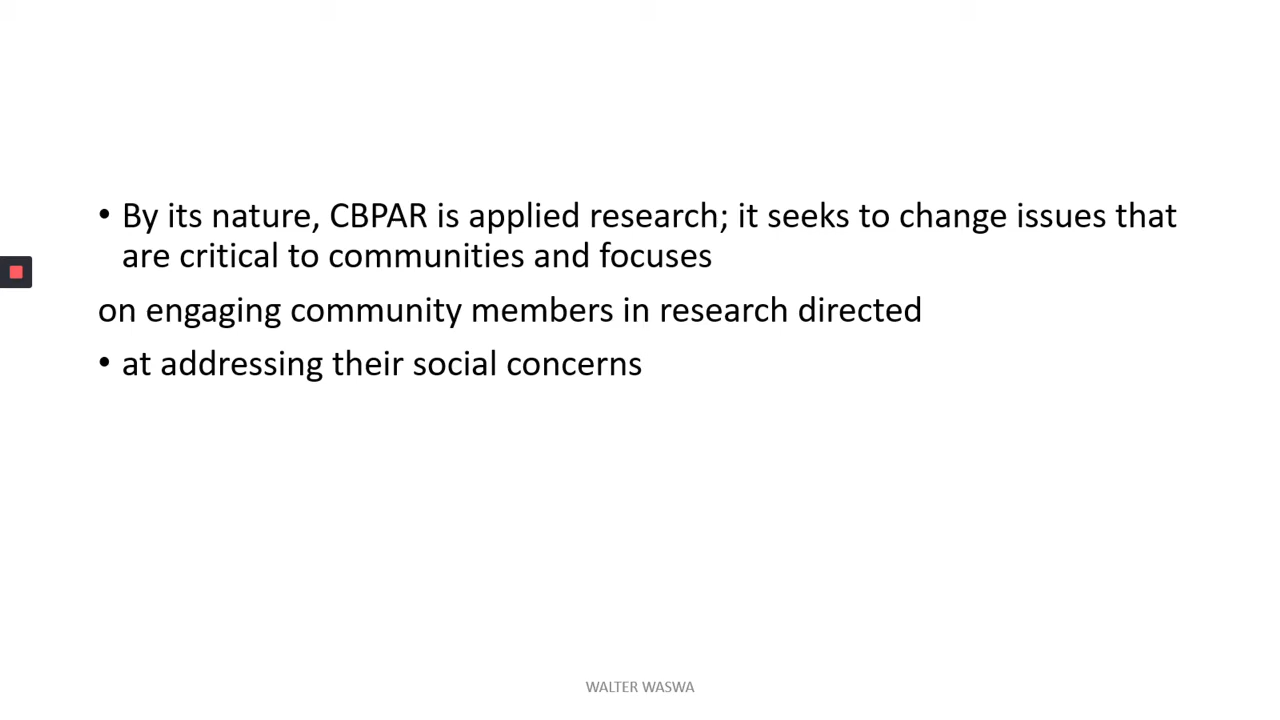 • By its nature, CBPAR is applied research; it seeks to change issues that
are critical to communities and focuses
on engaging community members in research directed
• at addressing their social concerns
WALTER WASWA